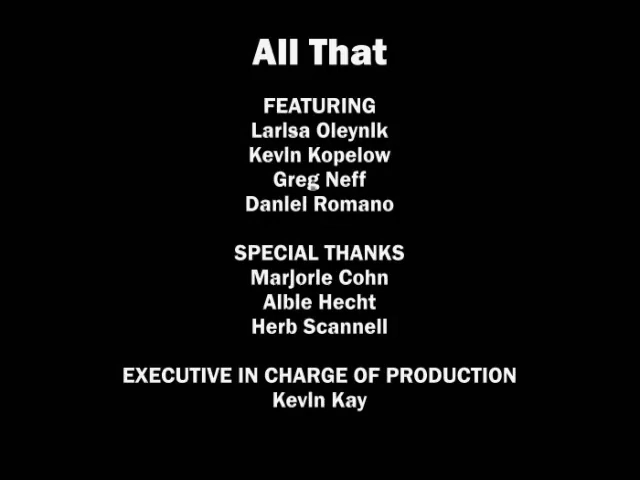 All That
FEATURING
Larisa Oleynik
Kevin Kopelow
Greg Neff
Daniel Romano
SPECIAL THANKS
Marjorie Cohn
Albie Hecht
Herb Scannell
EXECUTIVE IN CHARGE OF PRODUCTION
Kevin Kay